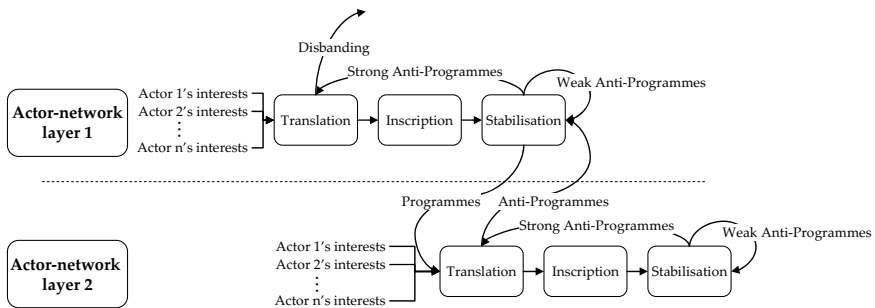 Disbanding
Strong Anti-Programmes
Weak Anti-Programmes
Actor-network
layer 1
Actor 1's interests
Actor 2's interests
⋮
Actor n's interests
Translation
Inscription
Stabilisation
Programmes
Anti-Programmes
Strong Anti-Programmes
Weak Anti-Programmes
Actor-network
layer 2
Actor 1's interests
Actor 2's interests
⋮
Actor n's interests
Translation
Inscription
Stabilisation